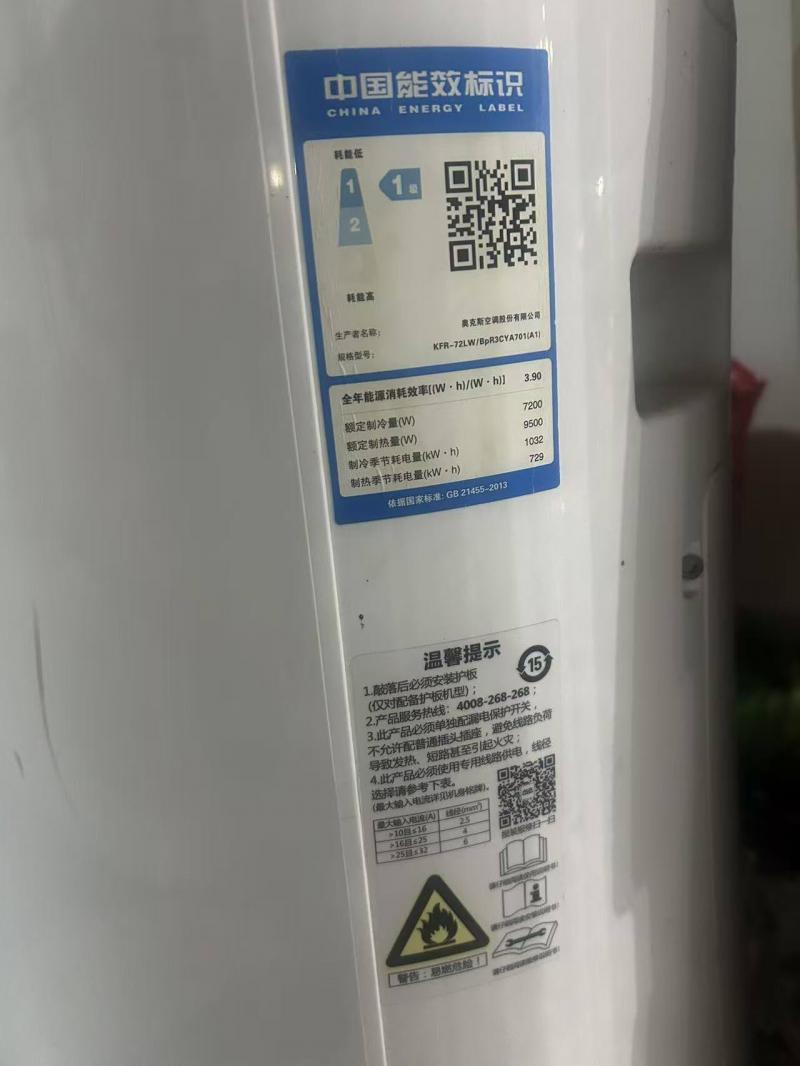 中国能效标识
CHINA ENERGY LABEL
耗能低
1
1级
2
耗能高
生产者名称： 奥克斯空调股份有限公司
规格型号： KFR-72LW/BpR3CYA701(A1)
全年能源消耗效率[(W·h)/(W·h)] 3.90
额定制冷量(W) 7200
额定制热量(W) 9500
制冷季节耗电量(kW·h) 1032
制热季节耗电量(kW·h) 729
依据国家标准: GB 21455-2013
温馨提示
15
1.敲落后必须安装护板
(仅对配备护板机型)；
2.产品服务热线：4008-268-268；
3.此产品必须单独配漏电保护开关，
不允许配普通插头插座，避免线路负荷
导致发热、短路甚至引起火灾；
4.此产品必须使用专用线路供电，线径
选择请参考下表。
(最大输入电流详见机身铭牌)。
最大输入电流(A) 线径(mm²)
>10且≤16 2.5
>16且≤25 4
>25且≤32 6
报装报修扫一扫
警告：易燃危险！